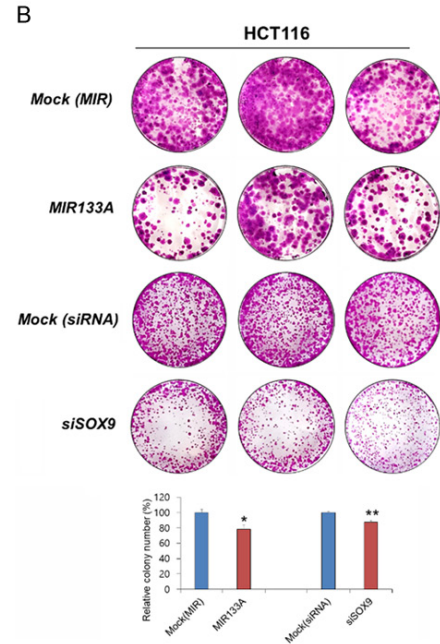 B
HCT116
Mock (MIR)
MIR133A
Mock (siRNA)
siSOX9
Relative colony number (%)
120
100
80
60
40
20
0
*
**
Mock(MIR)
MIR133A
Mock(siRNA)
siSOX9